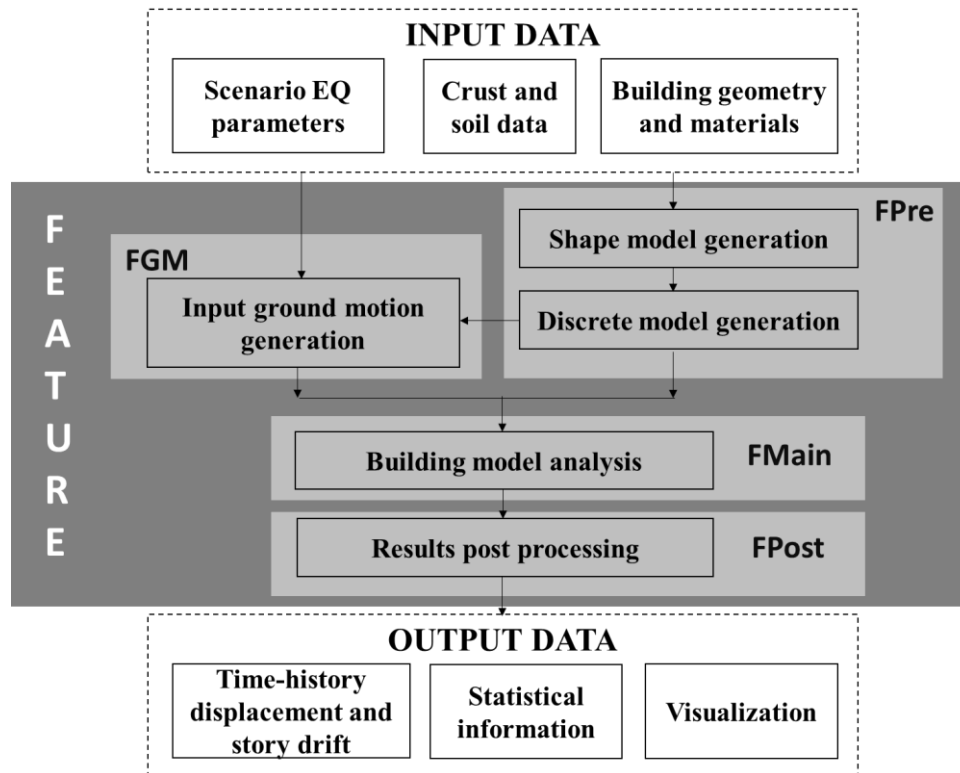 INPUT DATA
Scenario EQ
parameters
Crust and
soil data
Building geometry
and materials
FEATURE
FPre
Shape model generation
Discrete model generation
FGM
Input ground motion
generation
Building model analysis
FMain
Results post processing
FPost
OUTPUT DATA
Time-history
displacement and
story drift
Statistical
information
Visualization